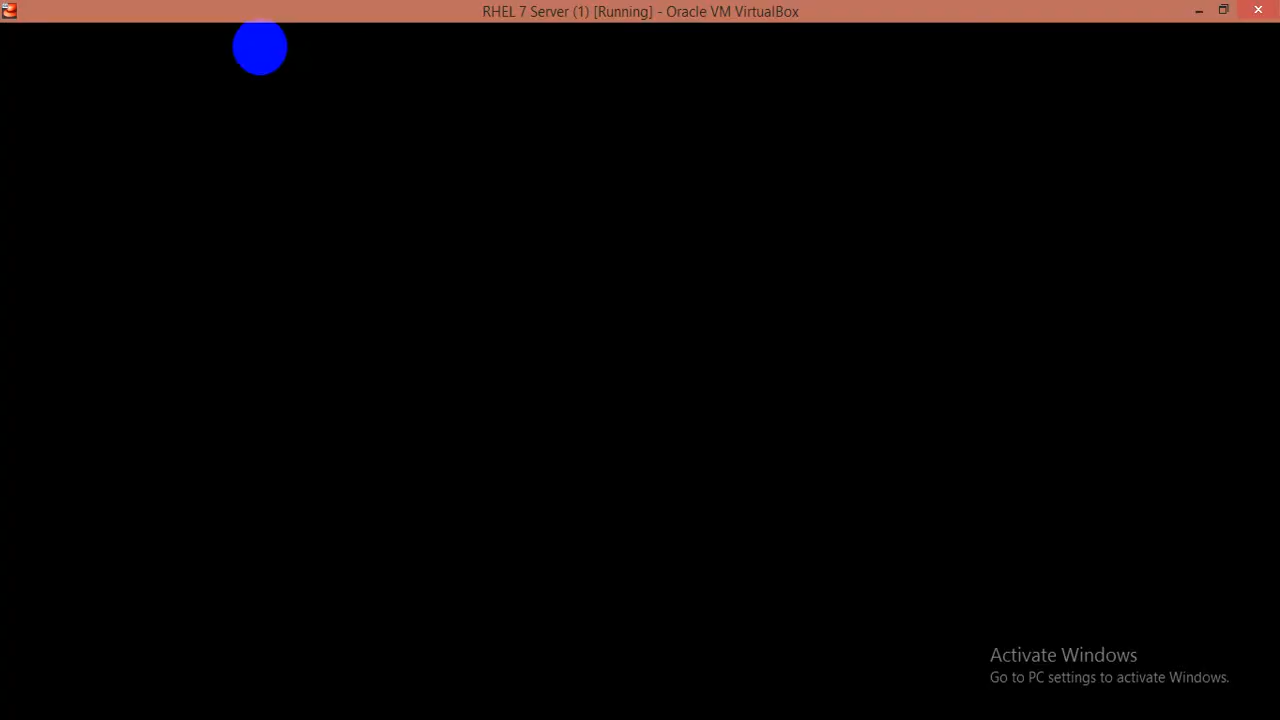 RHEL 7 Server (1) [Running] - Oracle VM VirtualBox
Activate Windows
Go to PC settings to activate Windows.